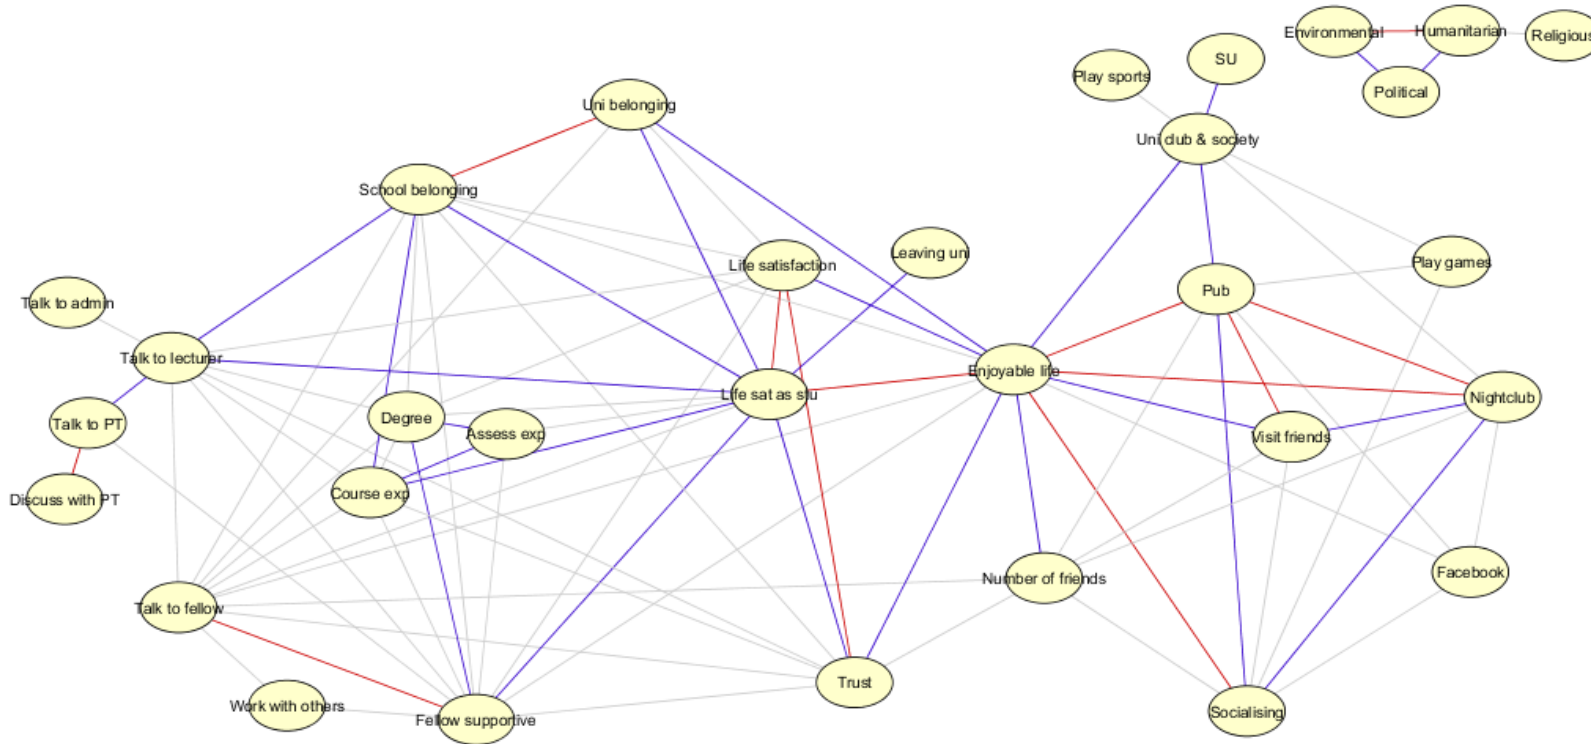 Environmental
Humanitarian
Religious
SU
Play sports
Political
Uni belonging
Uni club & society
School belonging
Leaving uni
Life satisfaction
Play games
Pub
Talk to admin
Talk to lecturer
Enjoyable life
Life sat as stu
Nightclub
Degree
Talk to PT
Assess exp
Visit friends
Course exp
Discuss with PT
Facebook
Number of friends
Talk to fellow
Trust
Work with others
Socialising
Fellow supportive